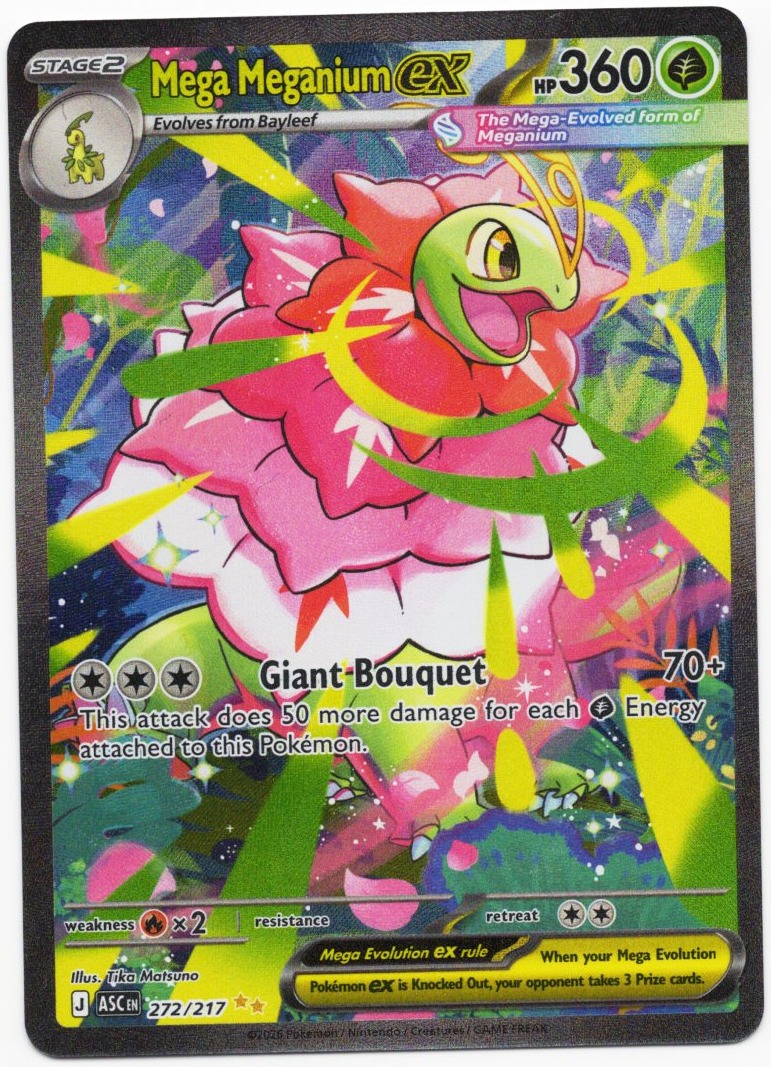 STAGE2
Mega Meganium ex
HP 360
Evolves from Bayleef
The Mega-Evolved form of
Meganium
Giant Bouquet 70+
This attack does 50 more damage for each Energy
attached to this Pokémon.
weakness ×2 resistance retreat
Mega Evolution ex rule
When your Mega Evolution
Pokémon ex is Knocked Out, your opponent takes 3 Prize cards.
Illus. Tika Matsuno
J ASC EN 272/217
©2026 Pokémon / Nintendo / Creatures / GAME FREAK